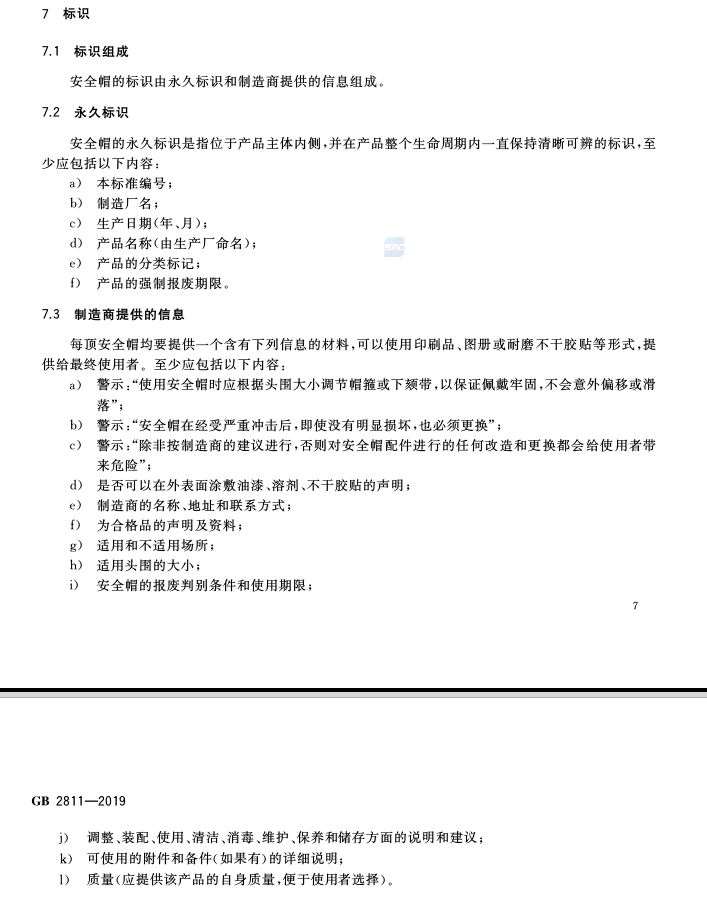 7 标识
7.1 标识组成
安全帽的标识由永久标识和制造商提供的信息组成。
7.2 永久标识
安全帽的永久标识是指位于产品主体内侧,并在产品整个生命周期内一直保持清晰可辨的标识,至
少应包括以下内容:
a) 本标准编号;
b) 制造厂名;
c) 生产日期(年、月);
d) 产品名称(由生产厂命名);
SAC
e) 产品的分类标记;
f) 产品的强制报废期限。
7.3 制造商提供的信息
每顶安全帽均要提供一个含有下列信息的材料,可以使用印刷品、图册或耐磨不干胶贴等形式,提
供给最终使用者。至少应包括以下内容:
a) 警示:“使用安全帽时应根据头围大小调节帽箍或下颏带,以保证佩戴牢固,不会意外偏移或滑
落”;
b) 警示:“安全帽在经受严重冲击后,即使没有明显损坏,也必须更换”;
c) 警示:“除非按制造商的建议进行,否则对安全帽配件进行的任何改造和更换都会给使用者带
来危险”;
d) 是否可以在外表面涂敷油漆、溶剂、不干胶贴的声明;
e) 制造商的名称、地址和联系方式;
f) 为合格品的声明及资料;
g) 适用和不适用场所;
h) 适用头围的大小;
i) 安全帽的报废判别条件和使用期限;
7
GB 2811—2019
j) 调整、装配、使用、清洁、消毒、维护、保养和储存方面的说明和建议;
k) 可使用的附件和备件(如果有)的详细说明;
l) 质量(应提供该产品的自身质量,便于使用者选择)。